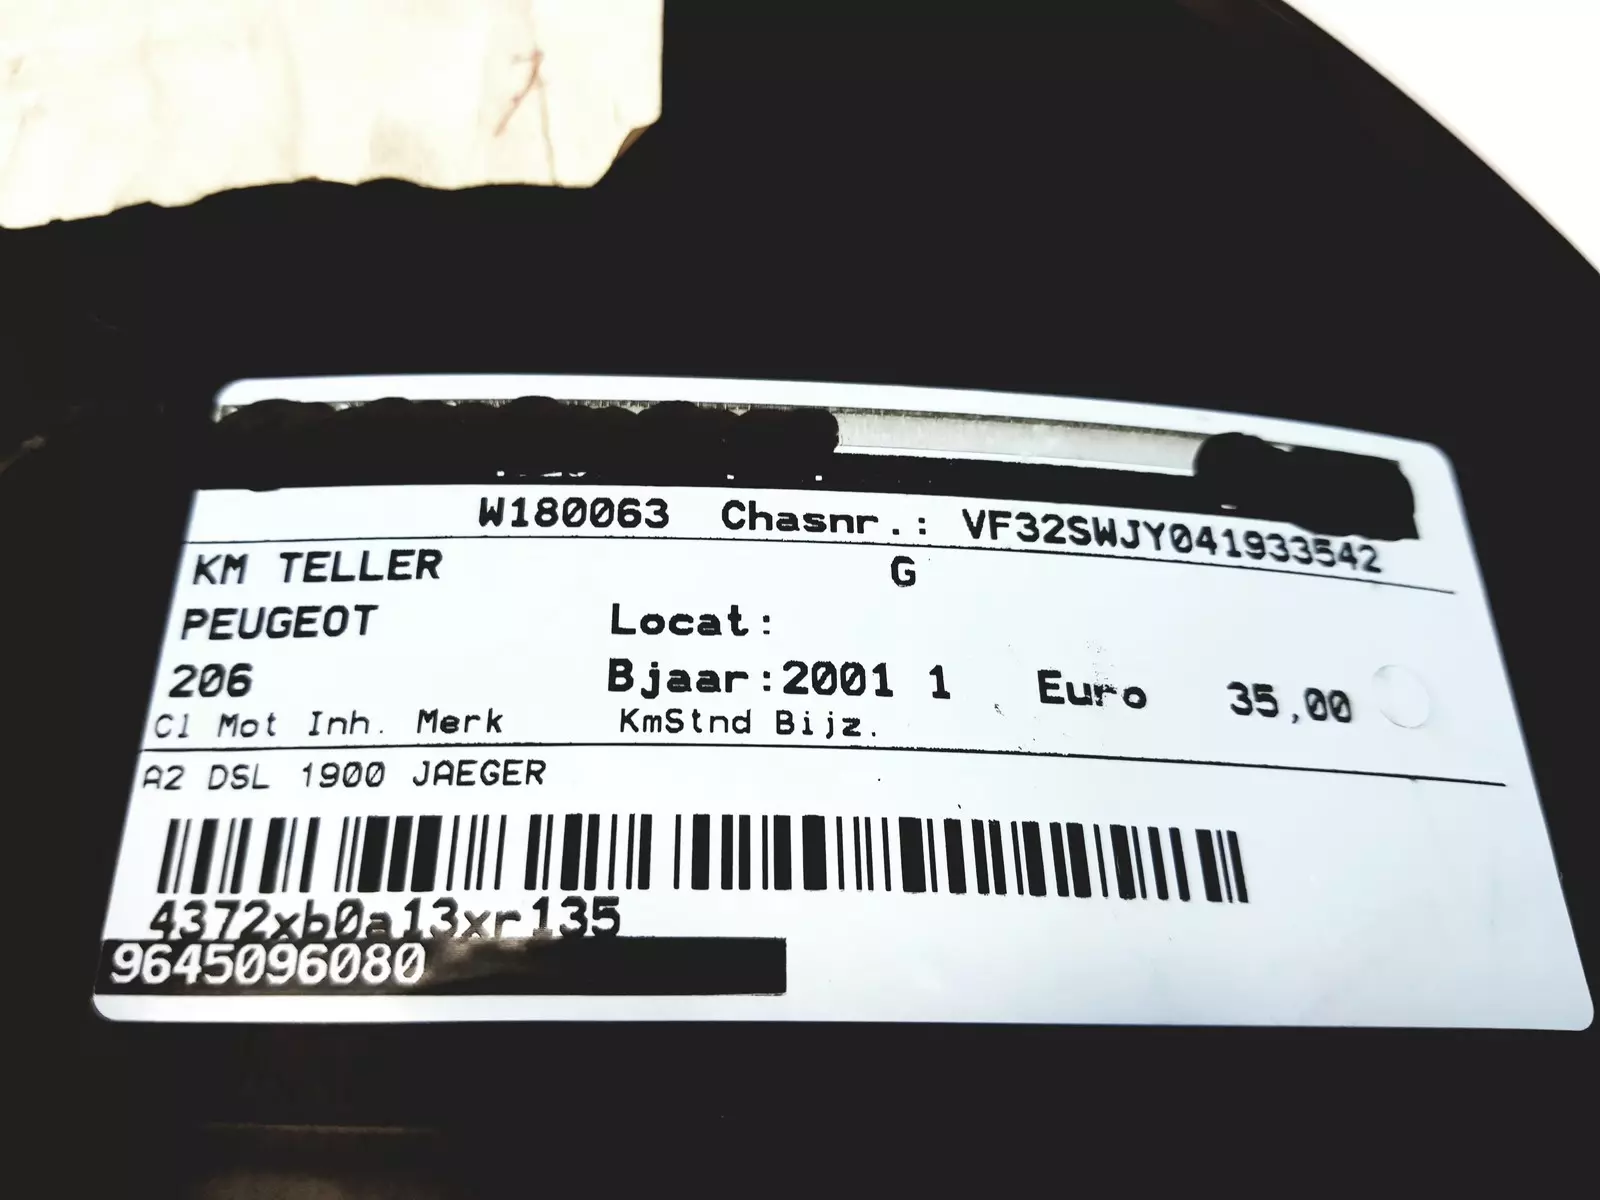 W180063 Chasnr.: VF32SWJY041933542
KM TELLER G
PEUGEOT Locat:
206 Bjaar:2001 1 Euro 35,00
Cl Mot Inh. Merk KmStnd Bijz.
A2 DSL 1900 JAEGER
4372xb0a13xr135
9645096080